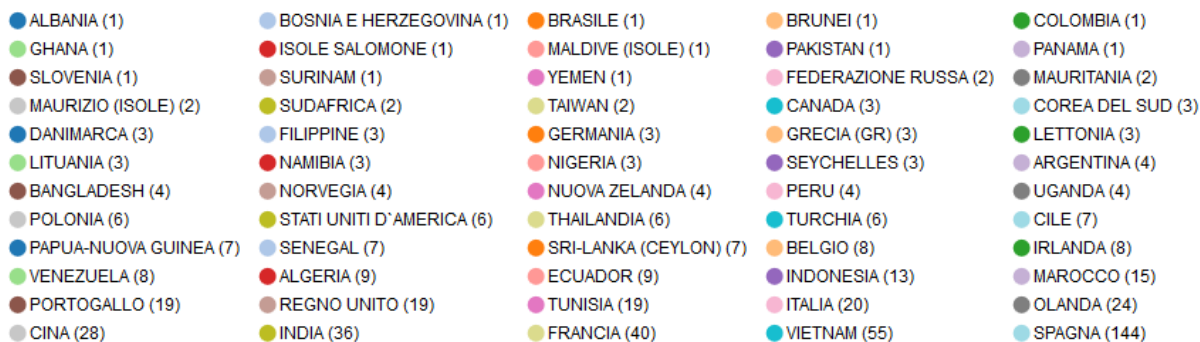 ALBANIA (1) BOSNIA E HERZEGOVINA (1) BRASILE (1) BRUNEI (1) COLOMBIA (1)
GHANA (1) ISOLE SALOMONE (1) MALDIVE (ISOLE) (1) PAKISTAN (1) PANAMA (1)
SLOVENIA (1) SURINAM (1) YEMEN (1) FEDERAZIONE RUSSA (2) MAURITANIA (2)
MAURIZIO (ISOLE) (2) SUDAFRICA (2) TAIWAN (2) CANADA (3) COREA DEL SUD (3)
DANIMARCA (3) FILIPPINE (3) GERMANIA (3) GRECIA (GR) (3) LETTONIA (3)
LITUANIA (3) NAMIBIA (3) NIGERIA (3) SEYCHELLES (3) ARGENTINA (4)
BANGLADESH (4) NORVEGIA (4) NUOVA ZELANDA (4) PERU (4) UGANDA (4)
POLONIA (6) STATI UNITI D`AMERICA (6) THAILANDIA (6) TURCHIA (6) CILE (7)
PAPUA-NUOVA GUINEA (7) SENEGAL (7) SRI-LANKA (CEYLON) (7) BELGIO (8) IRLANDA (8)
VENEZUELA (8) ALGERIA (9) ECUADOR (9) INDONESIA (13) MAROCCO (15)
PORTOGALLO (19) REGNO UNITO (19) TUNISIA (19) ITALIA (20) OLANDA (24)
CINA (28) INDIA (36) FRANCIA (40) VIETNAM (55) SPAGNA (144)